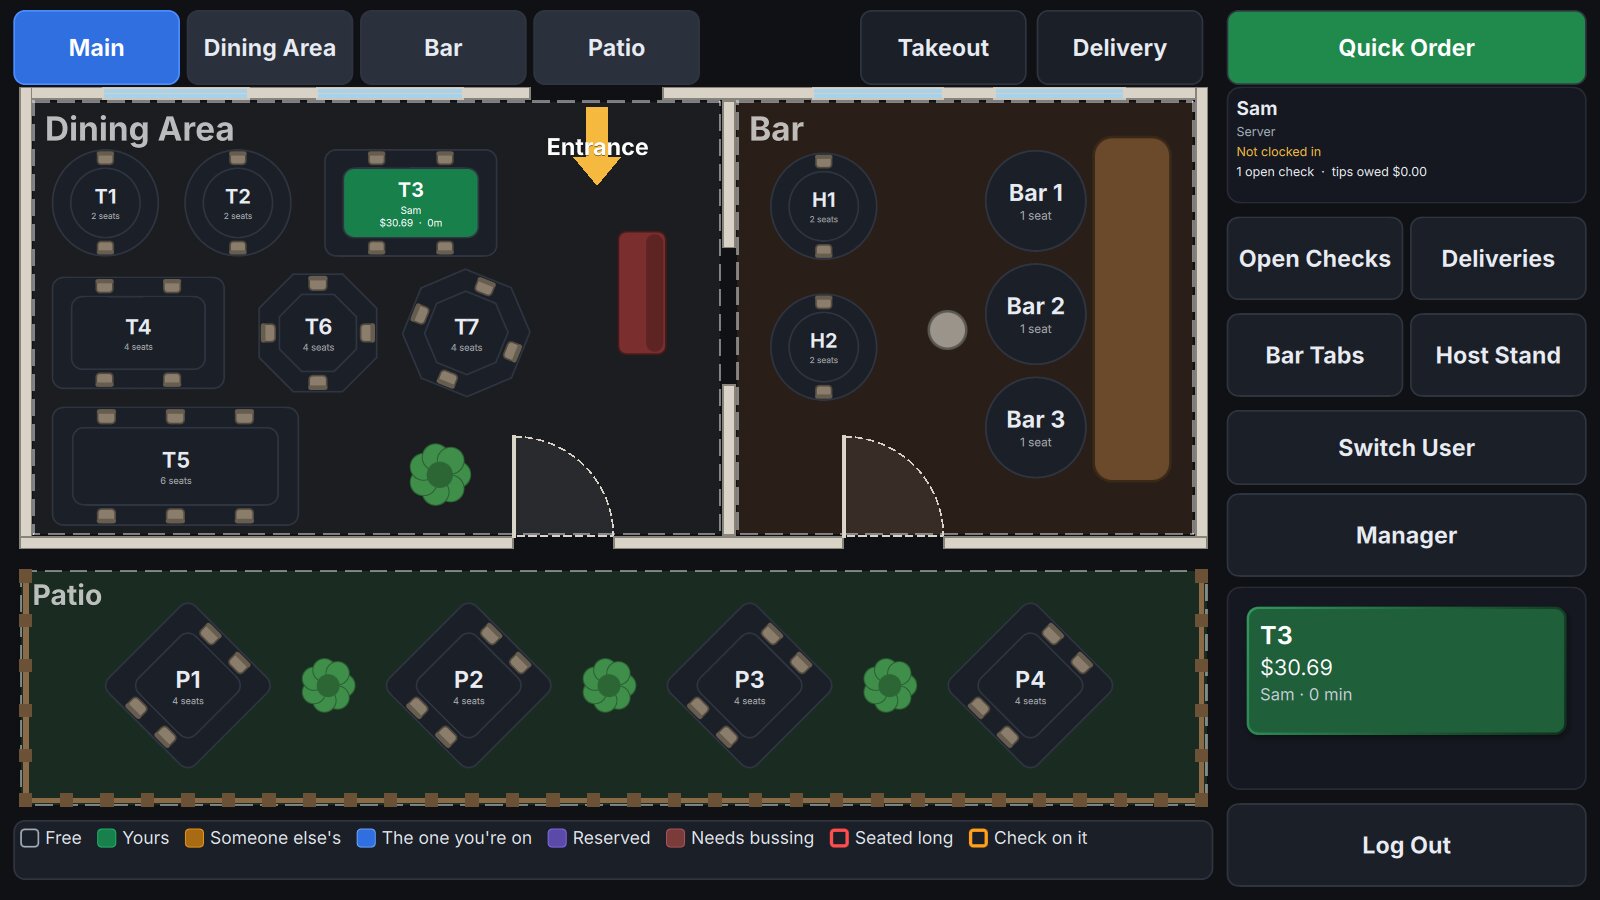 Main
Dining Area
Bar
Patio
Takeout
Delivery
Quick Order
Dining Area
Entrance
Bar
Sam
Server
Not clocked in
1 open check · tips owed $0.00
T1
2 seats
T2
2 seats
T3
Sam
$30.69 · 0m
H1
2 seats
Bar 1
1 seat
Open Checks
Deliveries
T4
4 seats
T6
4 seats
T7
4 seats
H2
2 seats
Bar 2
1 seat
Bar Tabs
Host Stand
T5
6 seats
Bar 3
1 seat
Switch User
Manager
Patio
P1
4 seats
P2
4 seats
P3
4 seats
P4
4 seats
T3
$30.69
Sam · 0 min
Free
Yours
Someone else's
The one you're on
Reserved
Needs bussing
Seated long
Check on it
Log Out